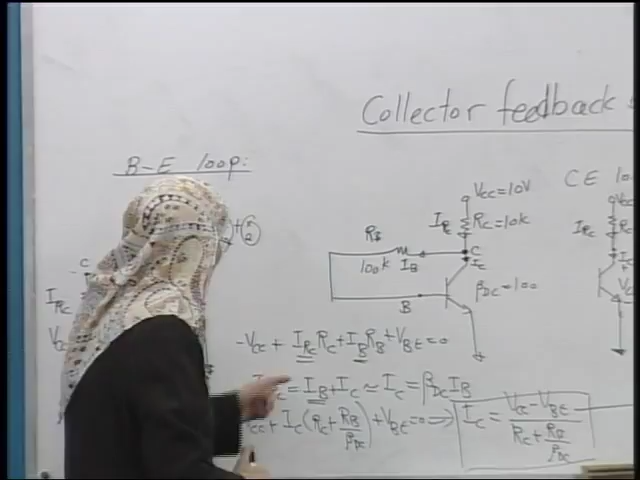 Collector feedback
B-E loop:
VCC=10V
CE
IRC RC=10k
RB
C
100k IB
IC
B
βDC=100
-VCC + IRC RC + IB RB + VBE = 0
= IB + IC ≈ IC = βDC IB
+ IC (RC + RB/βDC) + VBE = 0 ⟹ IC = (VCC - VBE)/(RC + RB/βDC)